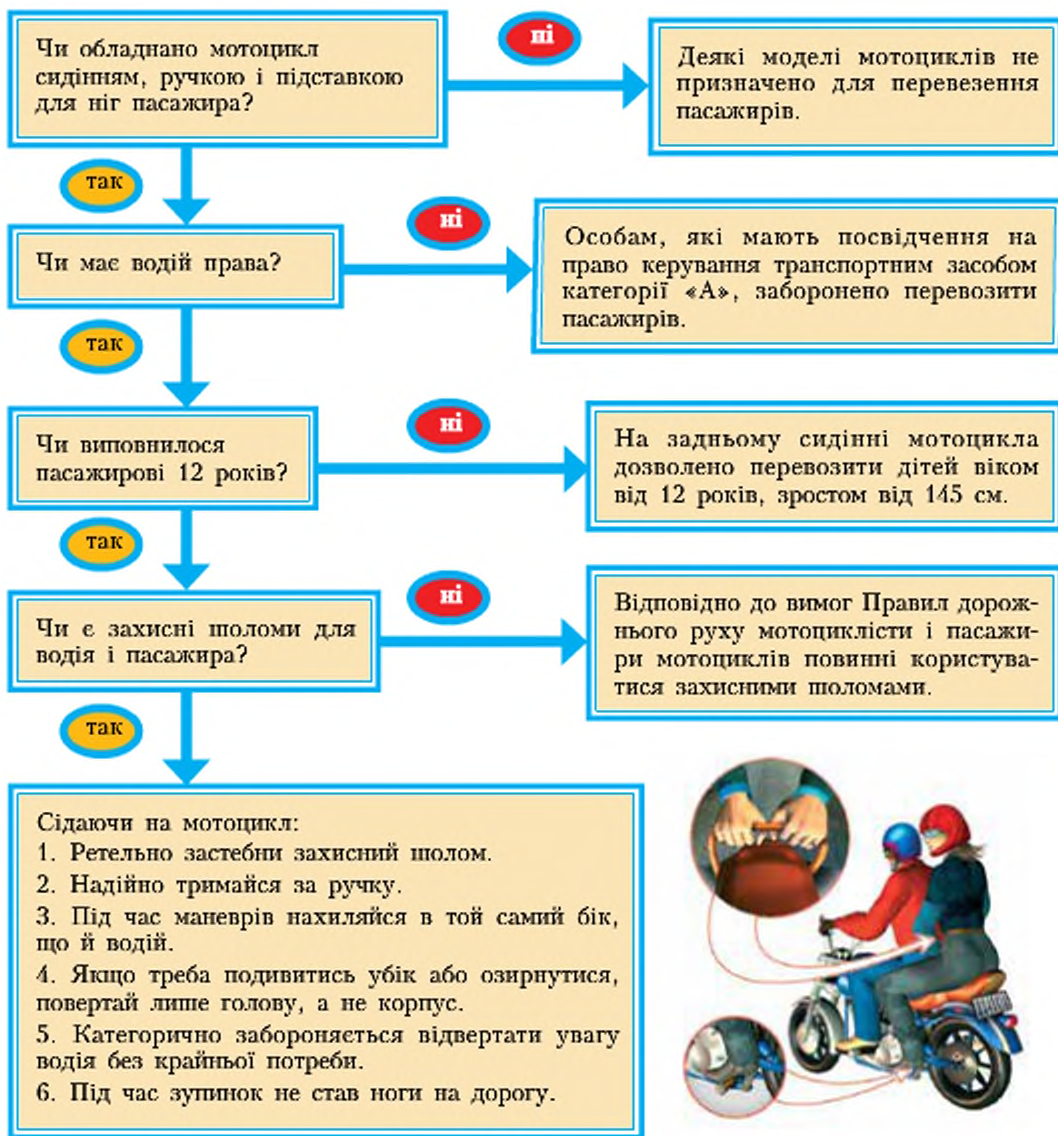 Чи обладнано мотоцикл
сидінням, ручкою і підставкою
для ніг пасажира?
ні
Деякі моделі мотоциклів не
призначено для перевезення
пасажирів.
так
Чи має водій права?
ні
Особам, які мають посвідчення на
право керування транспортним засобом
категорії «А», заборонено перевозити
пасажирів.
так
Чи виповнилося
пасажирові 12 років?
ні
На задньому сидінні мотоцикла
дозволено перевозити дітей віком
від 12 років, зростом від 145 см.
так
Чи є захисні шоломи для
водія і пасажира?
ні
Відповідно до вимог Правил дорож-
нього руху мотоциклісти і пасажи-
ри мотоциклів повинні користува-
тися захисними шоломами.
так
Сідаючи на мотоцикл:
1. Ретельно застебни захисний шолом.
2. Надійно тримайся за ручку.
3. Під час маневрів нахиляйся в той самий бік,
що й водій.
4. Якщо треба подивитись убік або озирнутися,
повертай лише голову, а не корпус.
5. Категорично забороняється відвертати увагу
водія без крайньої потреби.
6. Під час зупинок не став ноги на дорогу.